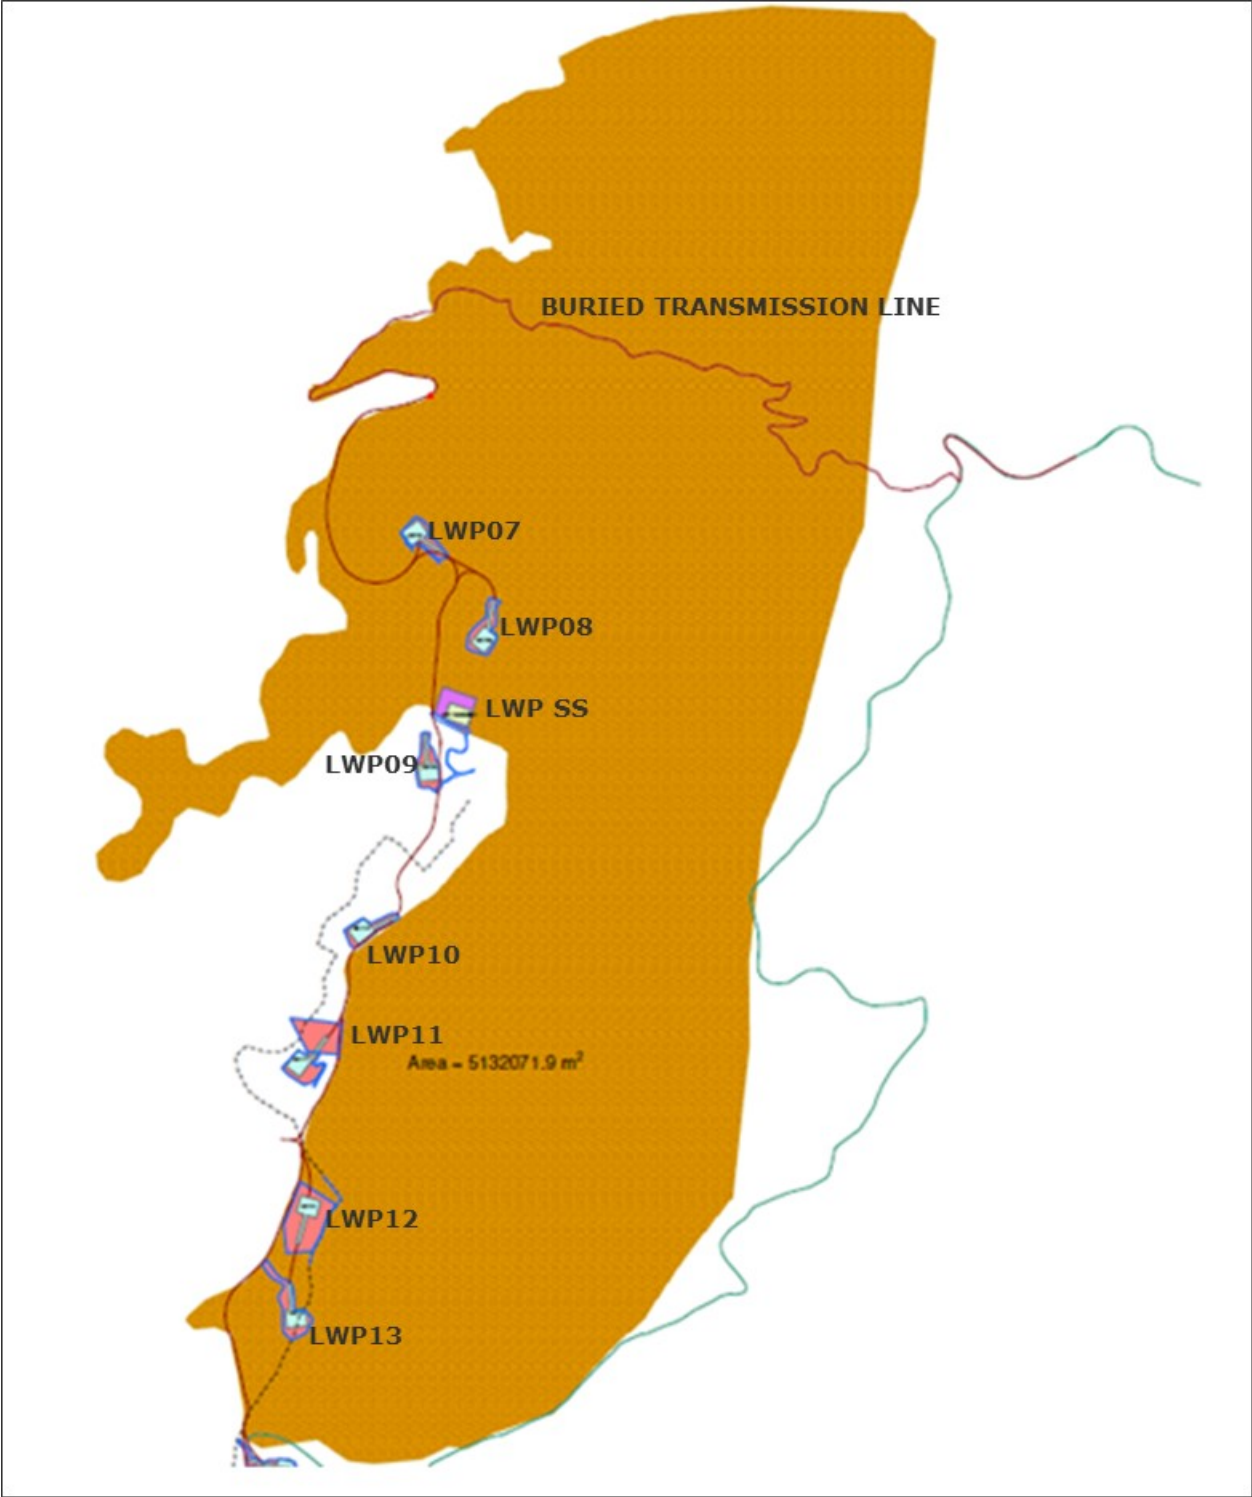 BURIED TRANSMISSION LINE
LWP07
LWP08
LWP SS
LWP09
LWP10
LWP11
Area = 5132071.9 m²
LWP12
LWP13